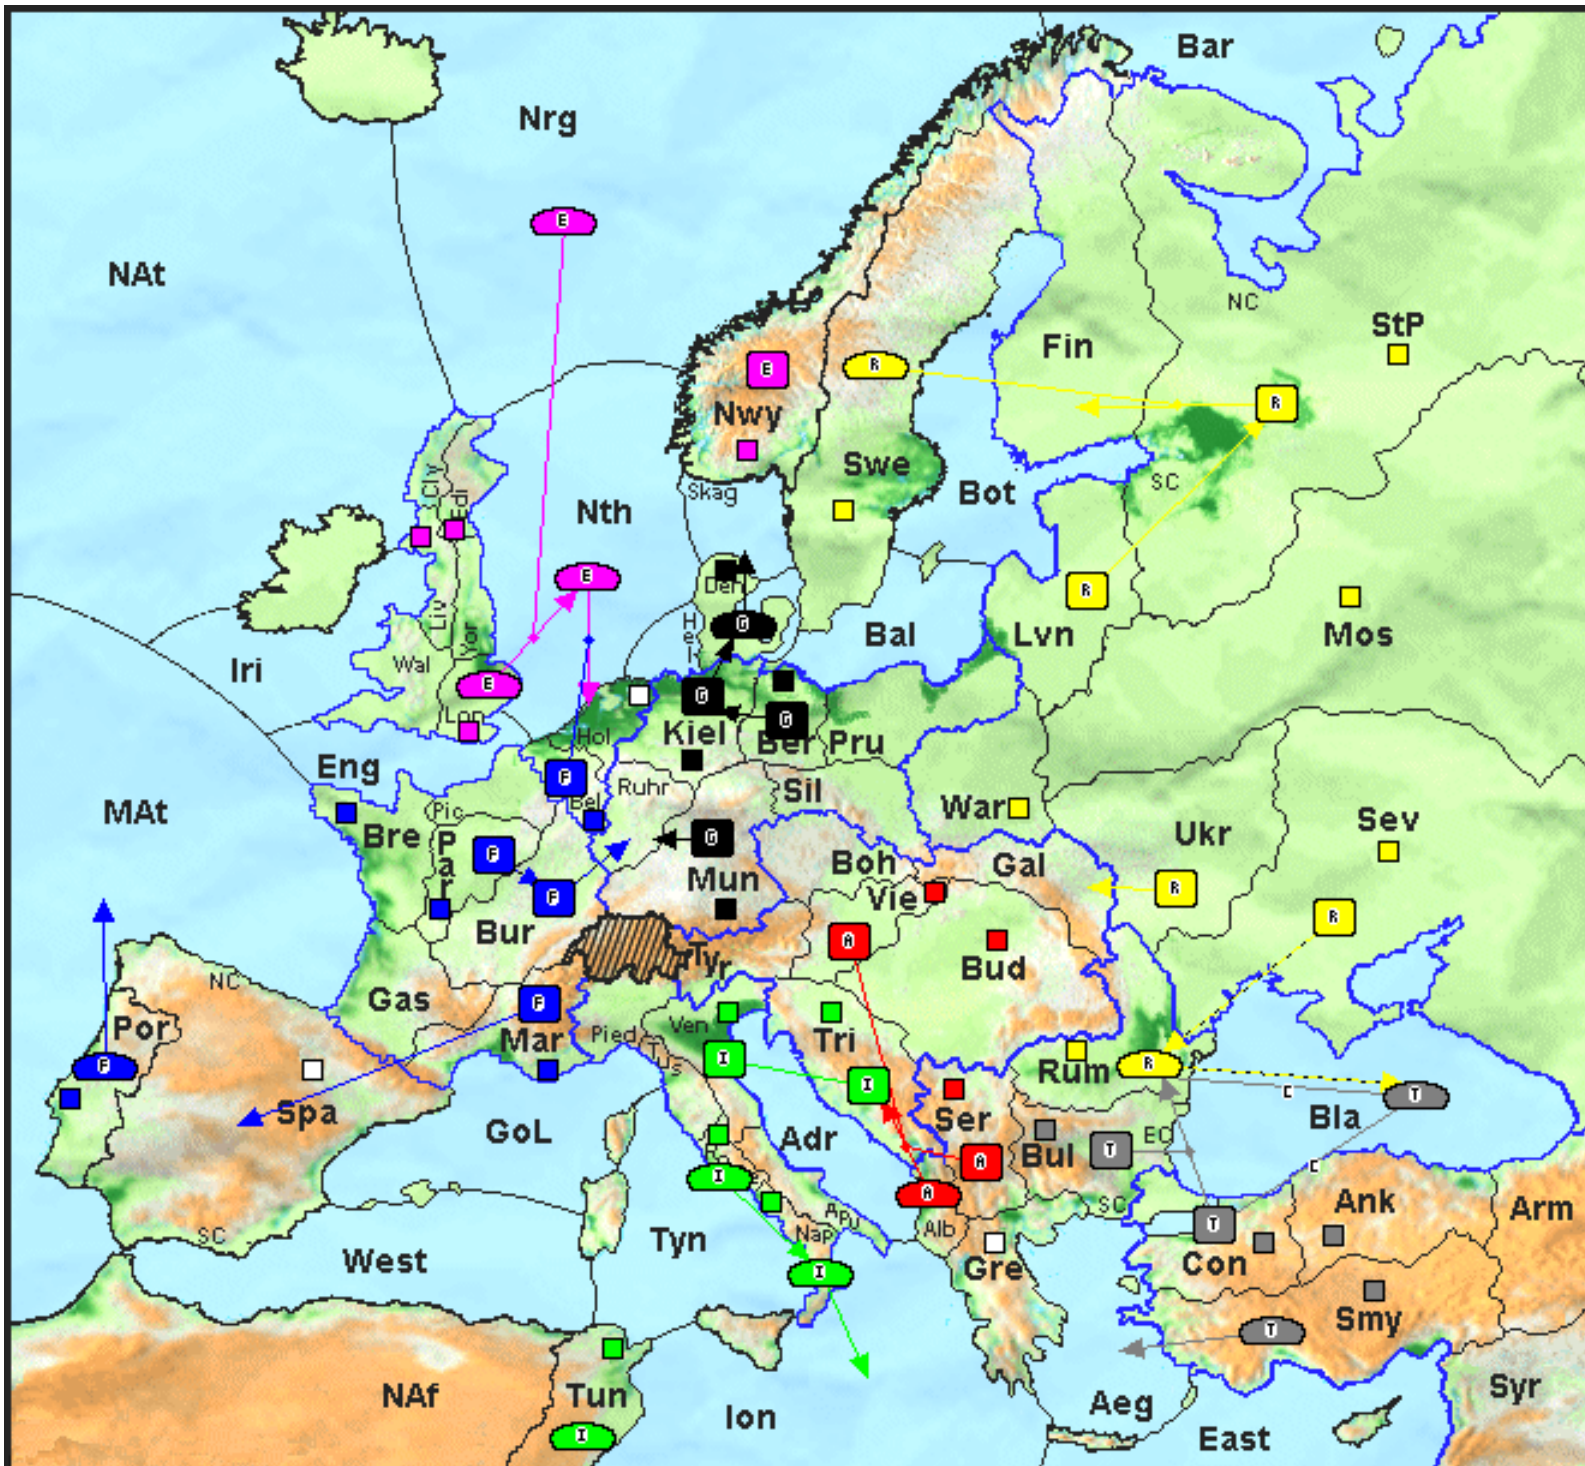 Bar
Nrg
E
NAt
NC
StP
Fin
E
R
R
Nwy
Swe
SC
Skag
Bot
Cly
Edi
Nth
E
Den
R
Hel
G
Liv
Yor
Bal
Lvn
Mos
Iri
Wal
E
Lon
G
G
Hol
Kiel
Ber
Pru
Eng
F
Bel
Ruhr
Sil
War
MAt
Pic
Bre
Par
F
G
Ukr
Sev
Boh
Gal
Mun
Vie
R
F
Bur
R
A
Bud
Tyr
NC
Gas
F
Por
Mar
Pied
Ven
Tri
Tus
F
I
Rum
R
I
C
T
Spa
Ser
Bla
GoL
Adr
Bul
EC
T
A
C
I
A
Ank
SC
Apu
Arm
SC
Tyn
Nap
Alb
T
West
Gre
Con
I
Smy
T
NAf
Tun
Syr
Ion
Aeg
I
East